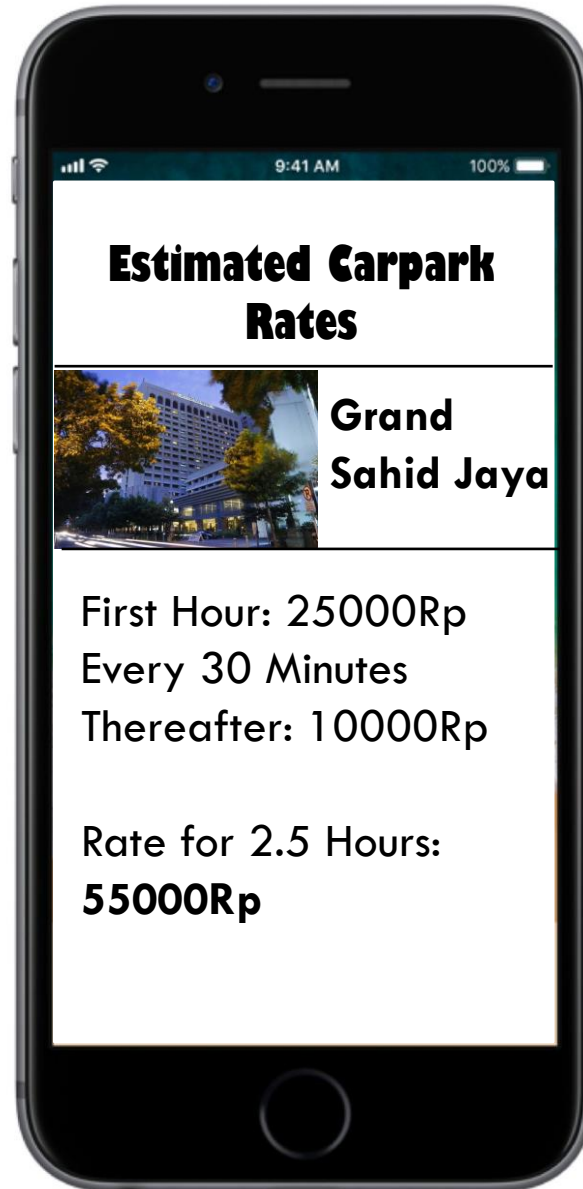 9:41 AM
100%
Estimated Carpark
Rates
Grand
Sahid Jaya
First Hour: 25000Rp
Every 30 Minutes
Thereafter: 10000Rp
Rate for 2.5 Hours:
55000Rp